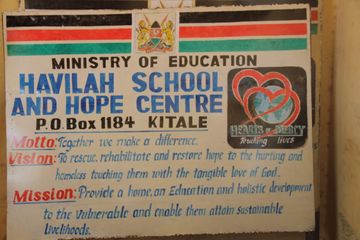 MINISTRY OF EDUCATION
HAVILAH SCHOOL
AND HOPE CENTRE
P.O.Box 1184 KITALE
HEARTS OF MERCY
Touching lives
Motto: Together we make a difference.
Vision: To rescue, rehabilitate and restore hope to the hurting and
homeless touching them with the tangible love of God.
Mission: Provide a home, an Education and holistic development
to the Vulnerable and enable them attain sustainable
livelihoods.